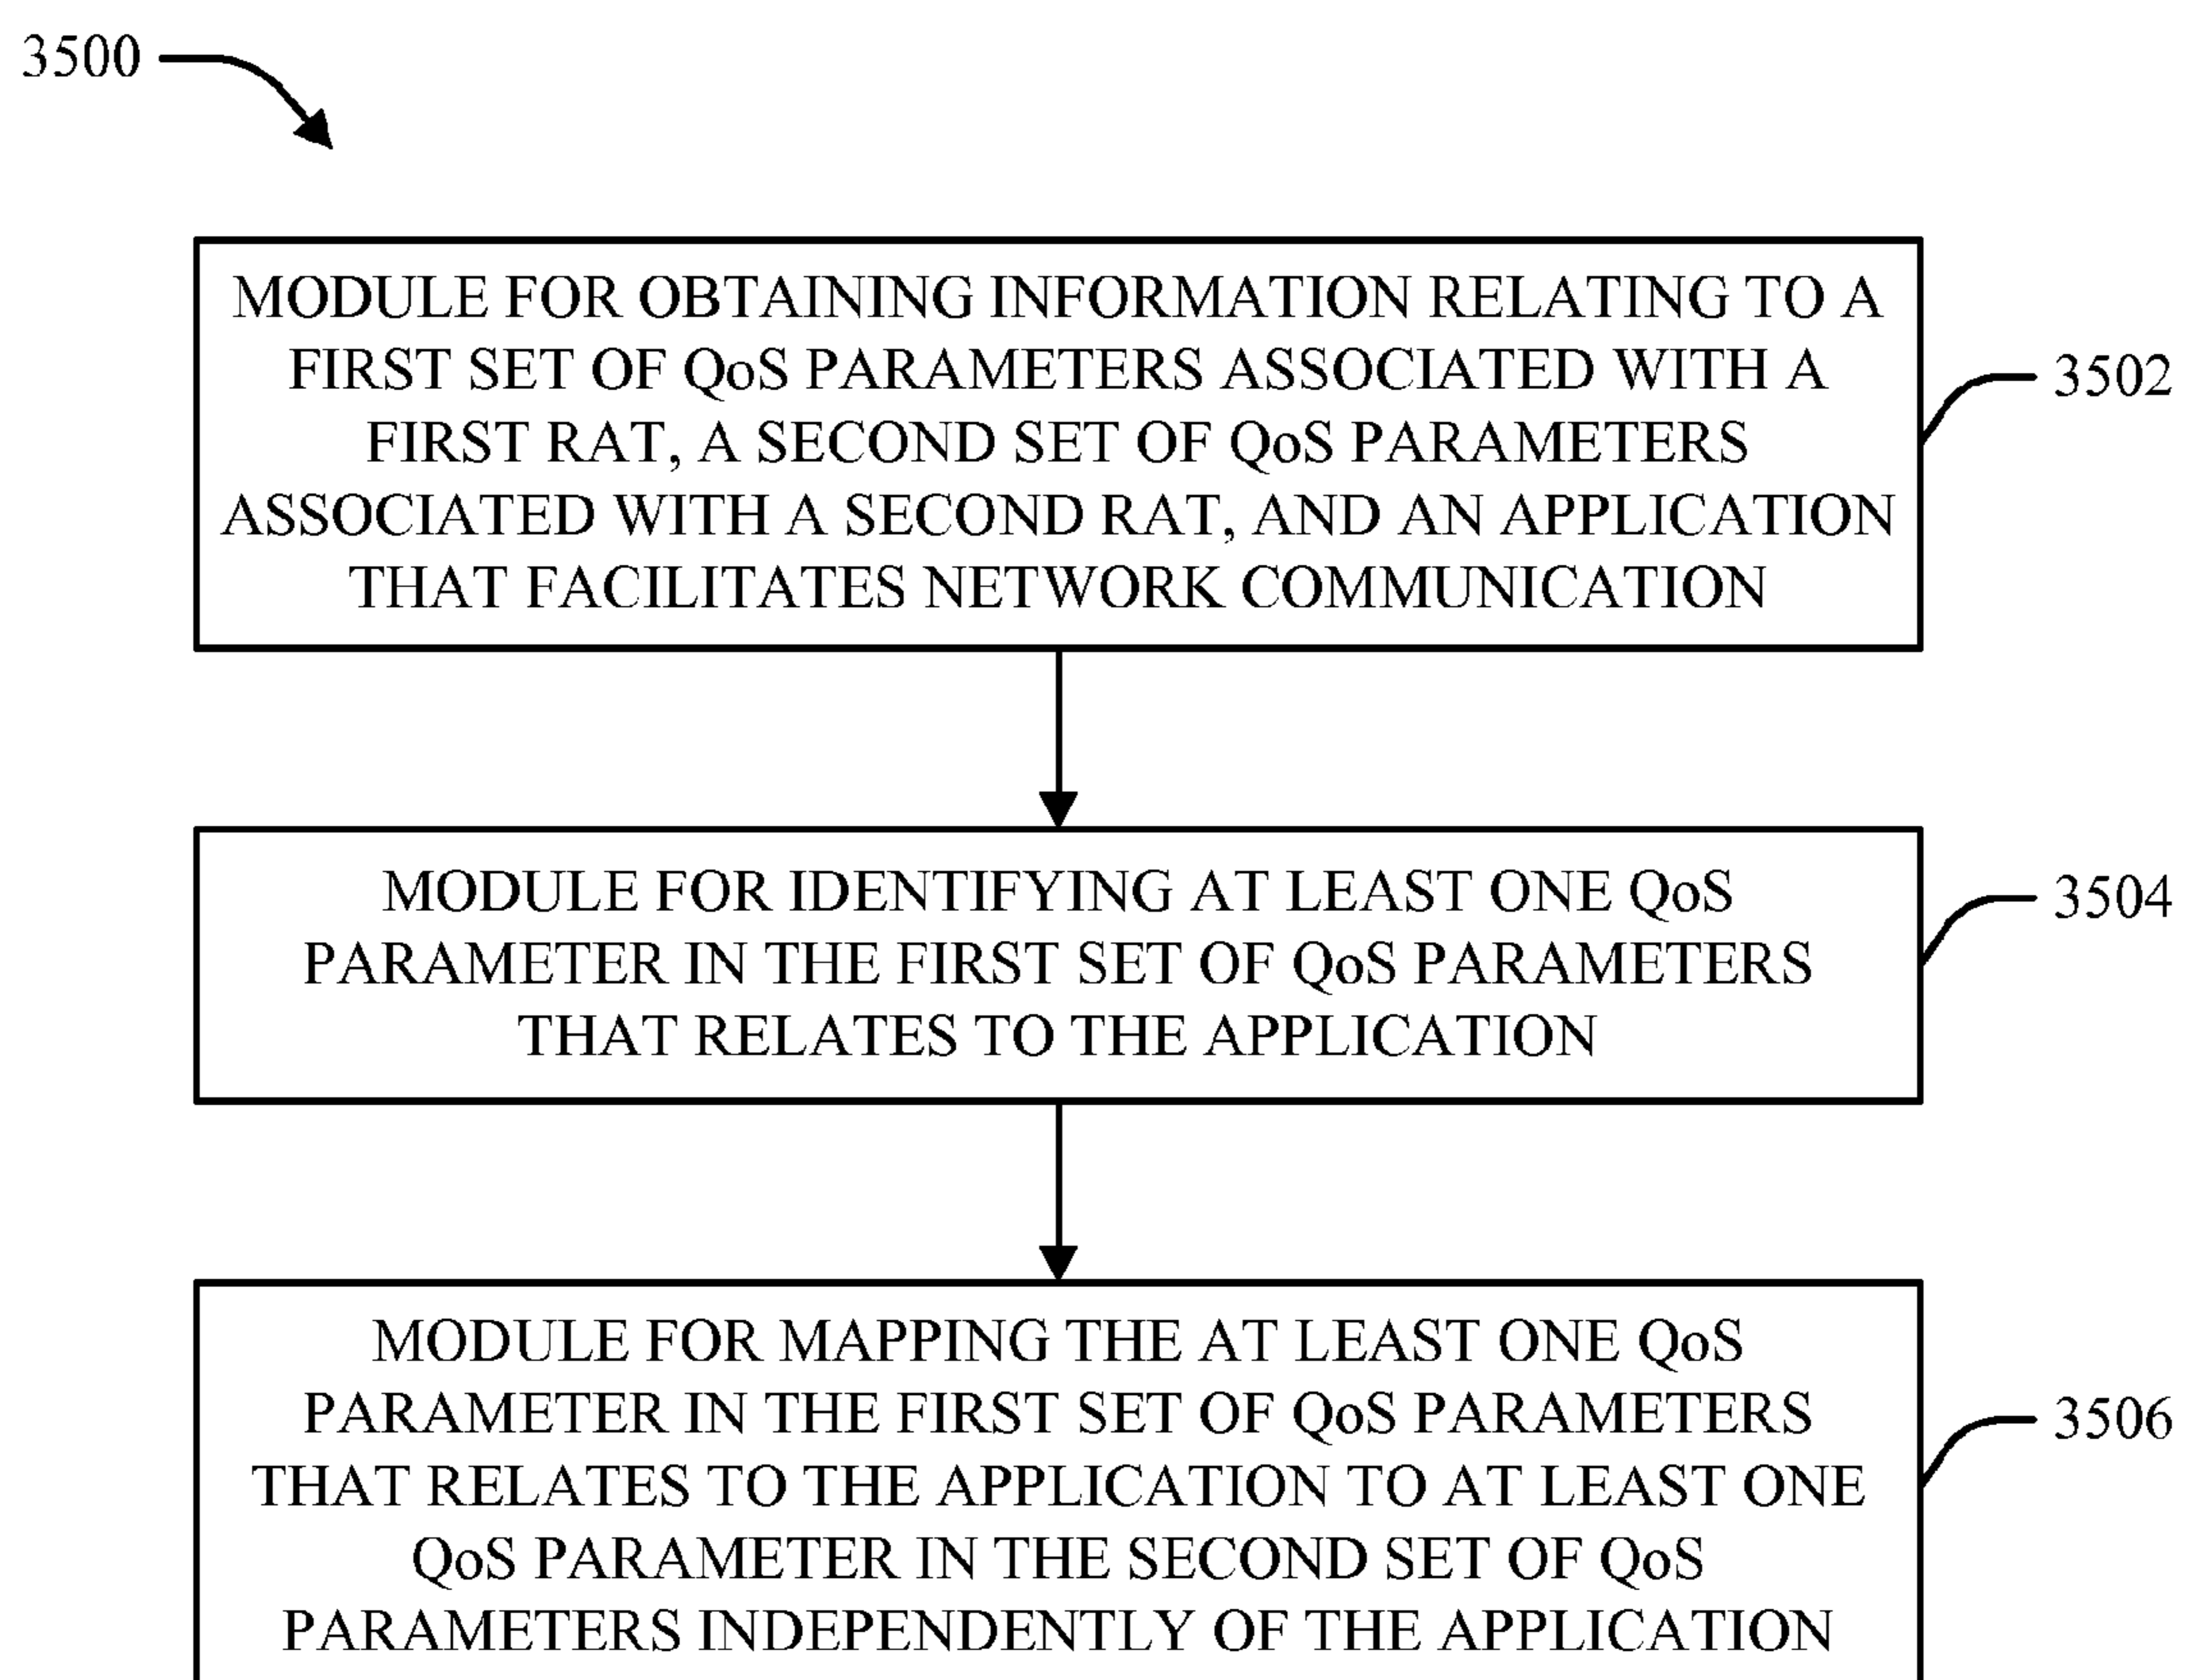 3500
MODULE FOR OBTAINING INFORMATION RELATING TO A
FIRST SET OF QoS PARAMETERS ASSOCIATED WITH A
FIRST RAT, A SECOND SET OF QoS PARAMETERS
ASSOCIATED WITH A SECOND RAT, AND AN APPLICATION
THAT FACILITATES NETWORK COMMUNICATION
3502
MODULE FOR IDENTIFYING AT LEAST ONE QoS
PARAMETER IN THE FIRST SET OF QoS PARAMETERS
THAT RELATES TO THE APPLICATION
3504
MODULE FOR MAPPING THE AT LEAST ONE QoS
PARAMETER IN THE FIRST SET OF QoS PARAMETERS
THAT RELATES TO THE APPLICATION TO AT LEAST ONE
QoS PARAMETER IN THE SECOND SET OF QoS
PARAMETERS INDEPENDENTLY OF THE APPLICATION
3506